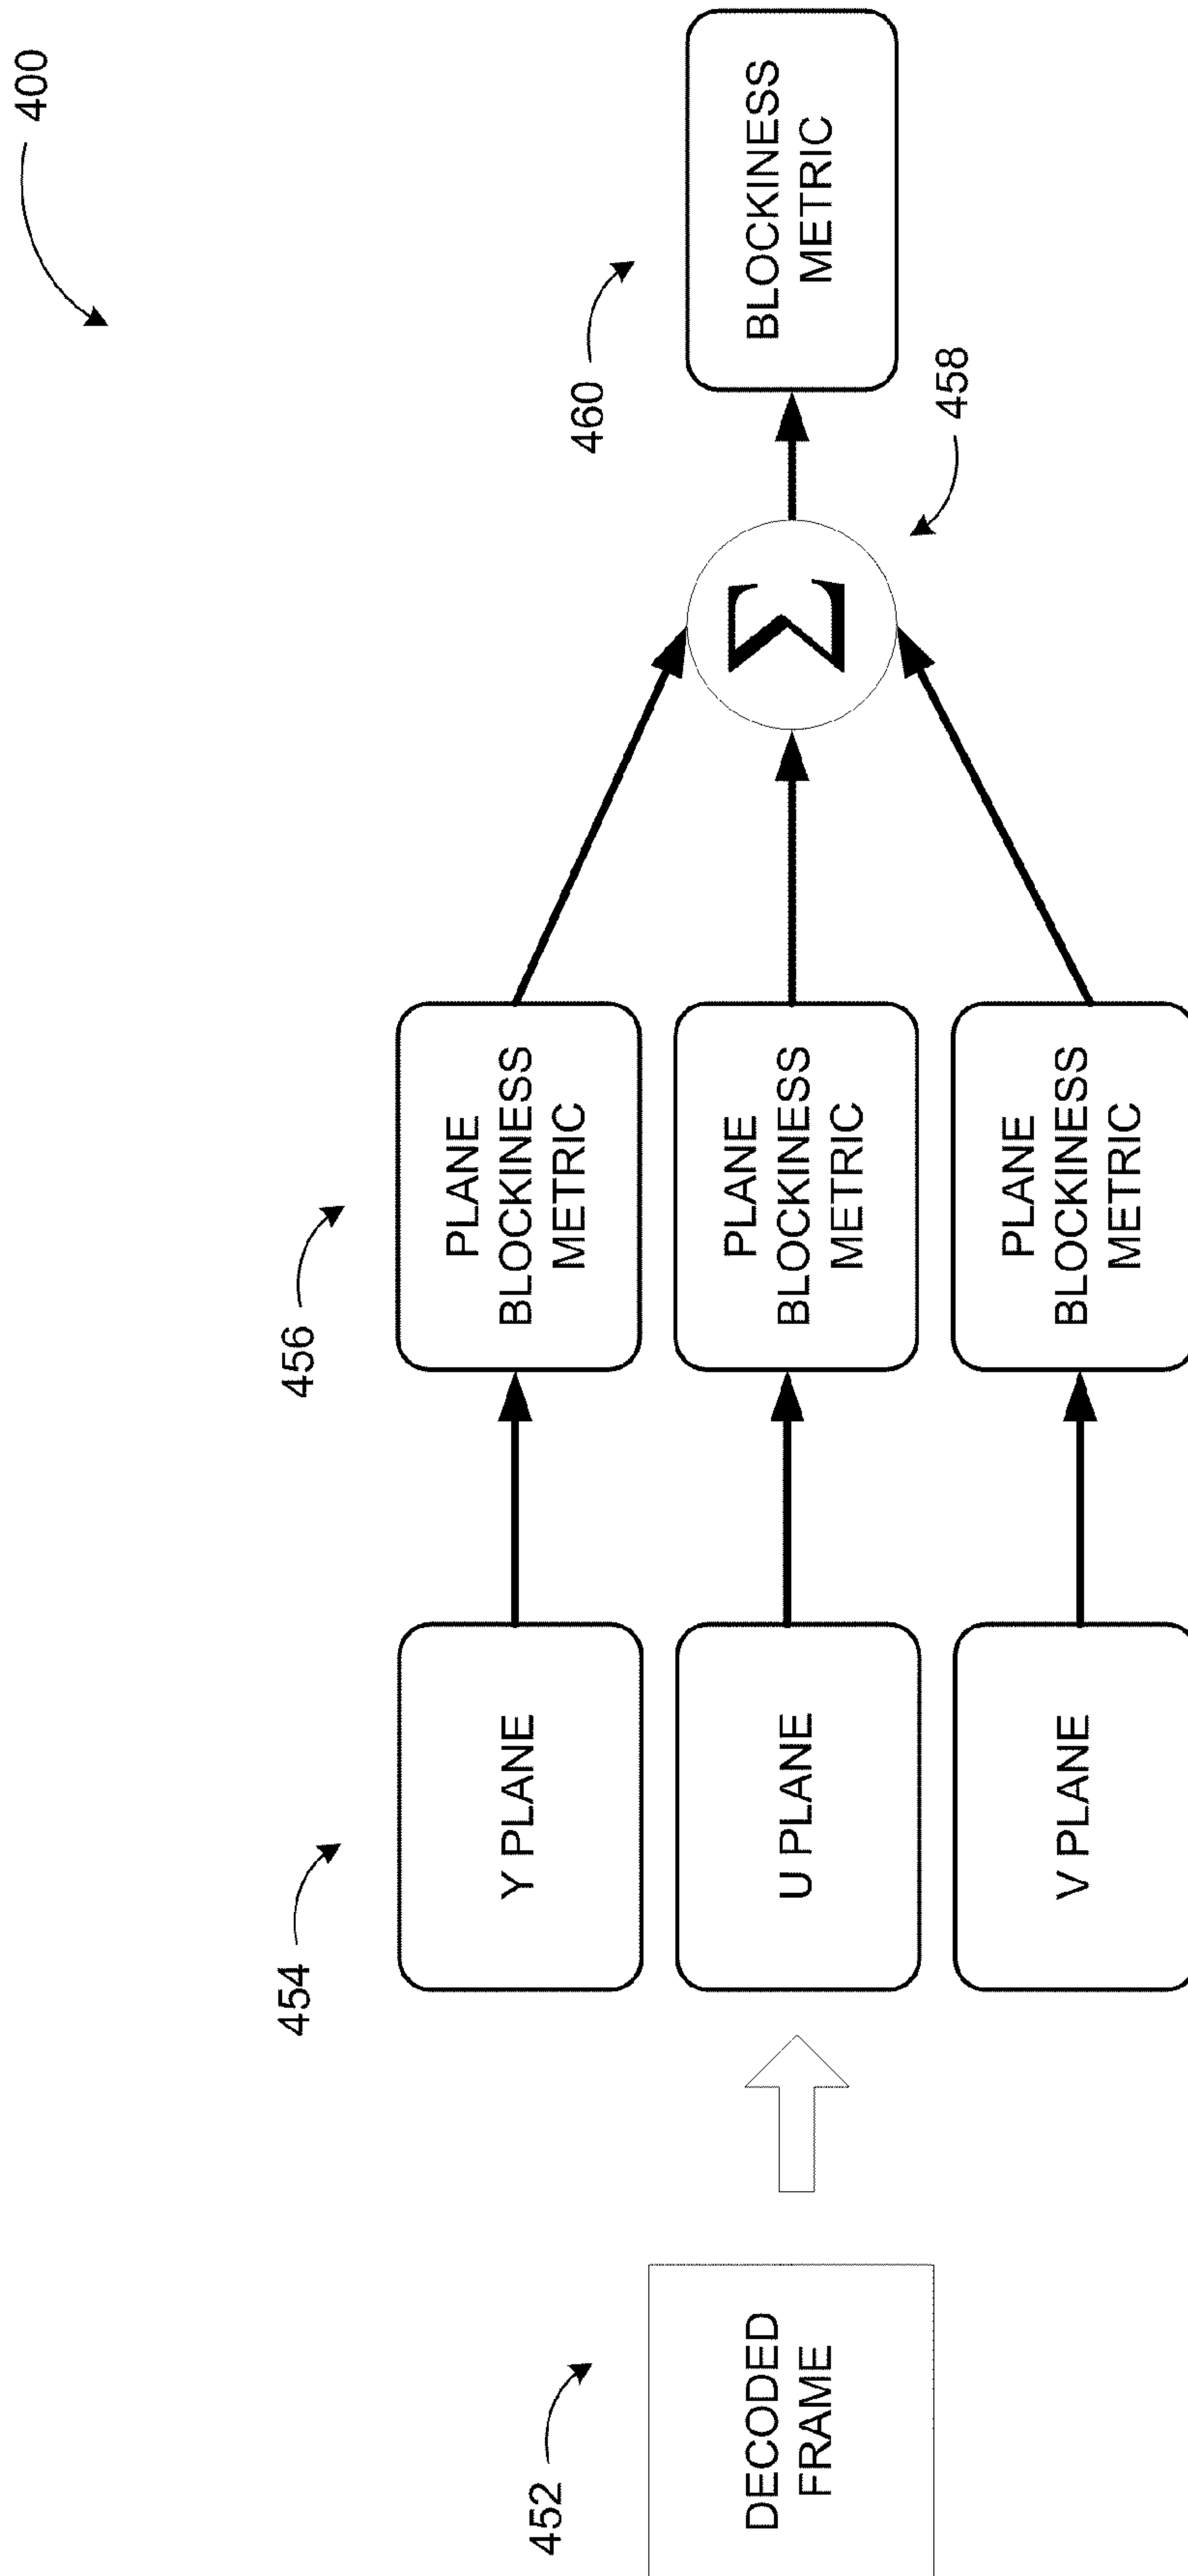 400
452
DECODED
FRAME
454
Y PLANE
U PLANE
V PLANE
456
PLANE
BLOCKINESS
METRIC
PLANE
BLOCKINESS
METRIC
PLANE
BLOCKINESS
METRIC
Σ
458
460
BLOCKINESS
METRIC